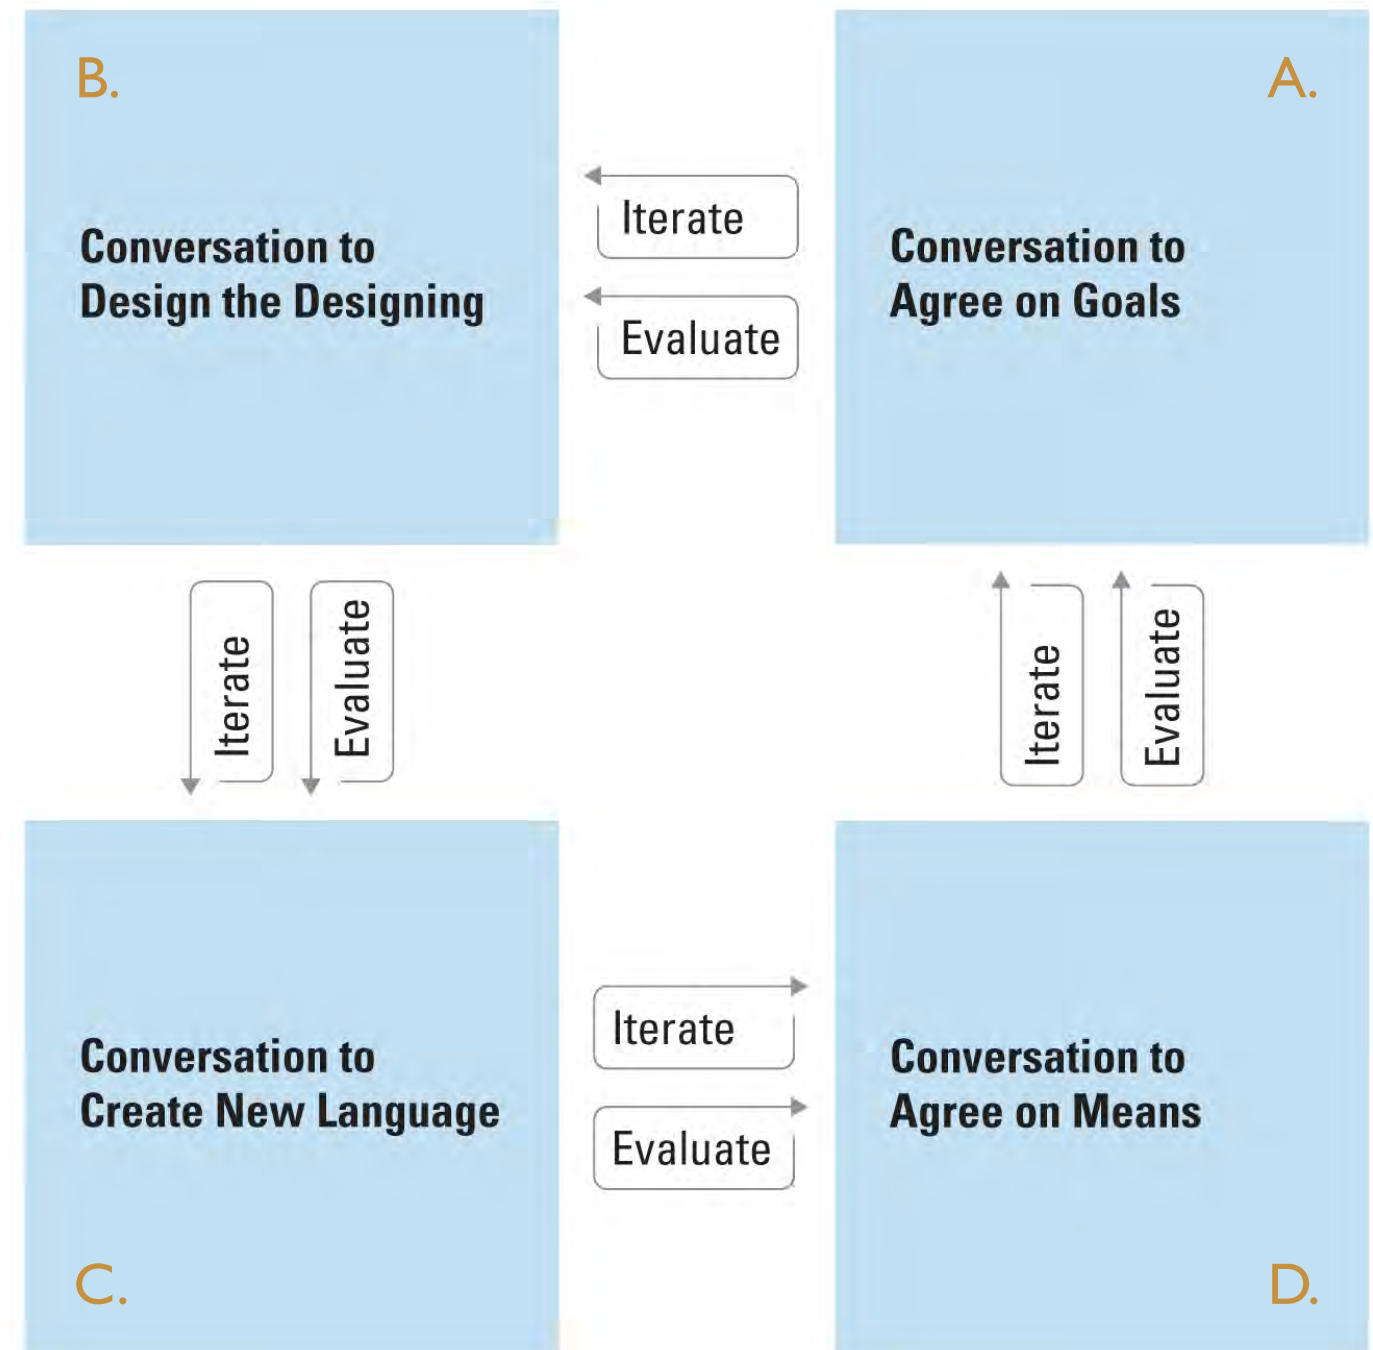 B.
Conversation to
Design the Designing
Iterate
Evaluate
A.
Conversation to
Agree on Goals
Iterate
Evaluate
Iterate
Evaluate
Conversation to
Create New Language
C.
Iterate
Evaluate
Conversation to
Agree on Means
D.